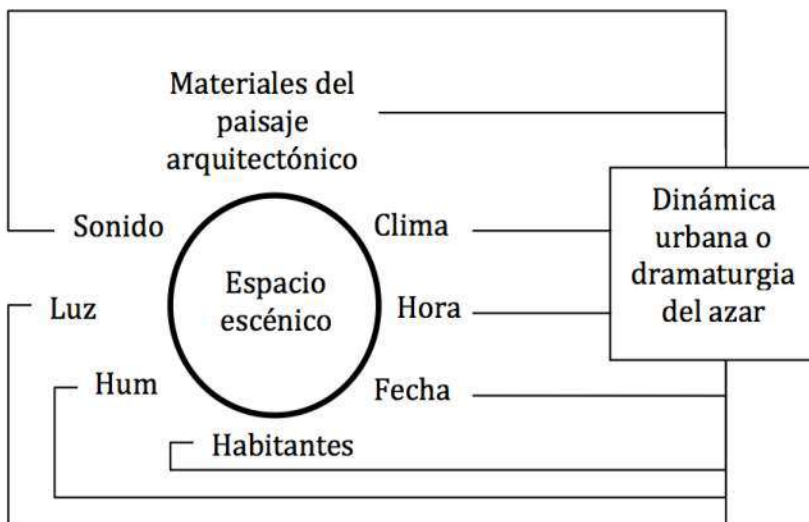 Materiales del
paisaje
arquitectónico
Sonido
Clima
Dinámica
urbana o
dramaturgia
del azar
Espacio
escénico
Luz
Hora
Hum
Fecha
Habitantes